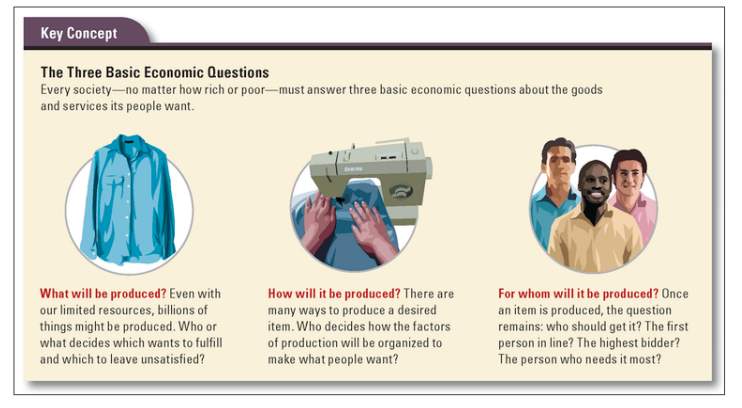 Key Concept
The Three Basic Economic Questions
Every society—no matter how rich or poor—must answer three basic economic questions about the goods
and services its people want.
What will be produced? Even with
our limited resources, billions of
things might be produced. Who or
what decides which wants to fulfill
and which to leave unsatisfied?
How will it be produced? There are
many ways to produce a desired
item. Who decides how the factors
of production will be organized to
make what people want?
For whom will it be produced? Once
an item is produced, the question
remains: who should get it? The first
person in line? The highest bidder?
The person who needs it most?